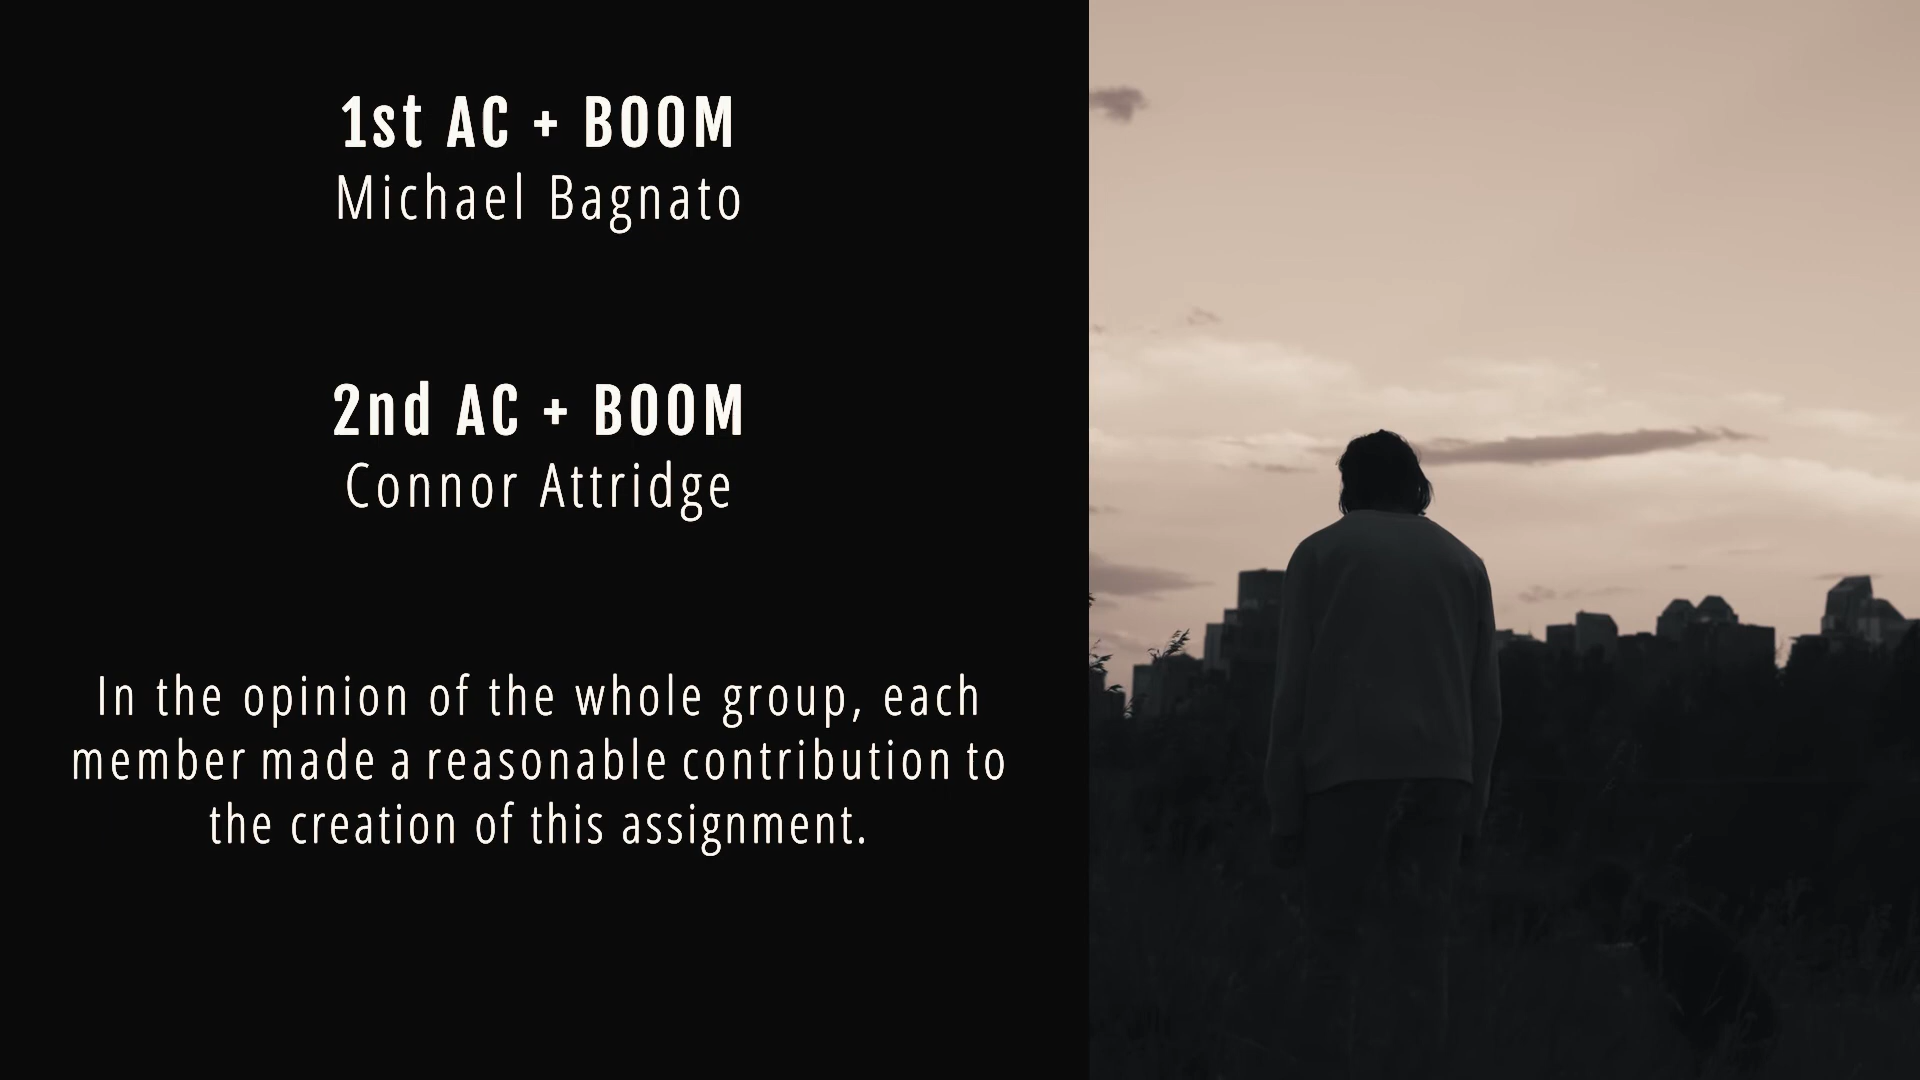 1st AC + BOOM
Michael Bagnato
2nd AC + BOOM
Connor Attridge
In the opinion of the whole group, each
member made a reasonable contribution to
the creation of this assignment.